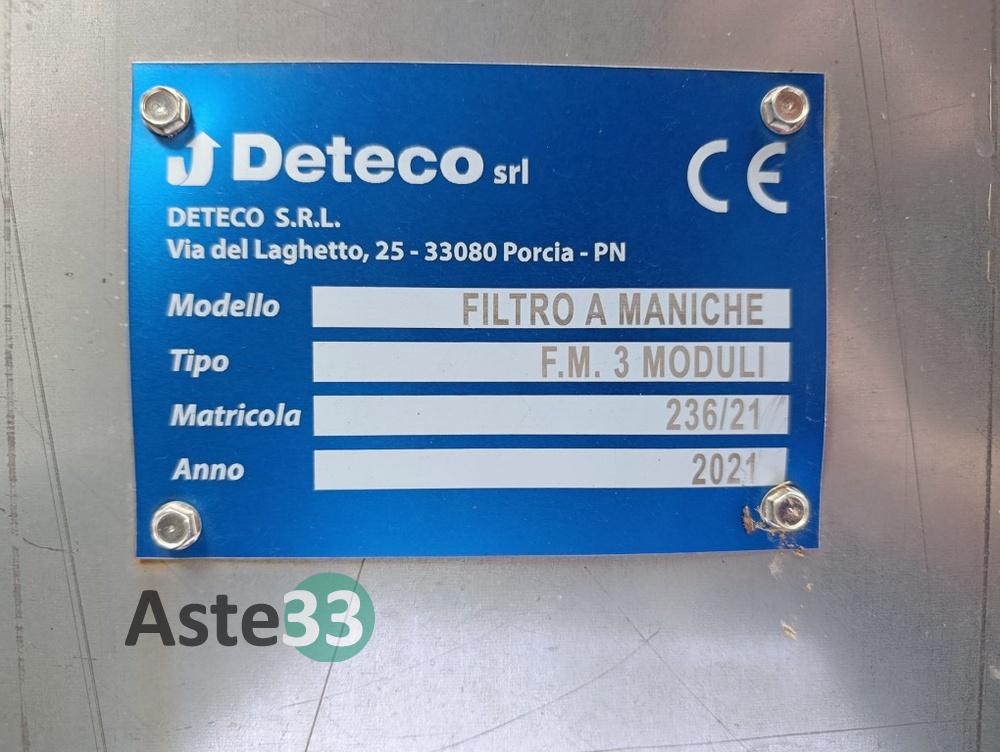 Deteco srl
CE
DETECO S.R.L.
Via del Laghetto, 25 - 33080 Porcia - PN
Modello FILTRO A MANICHE
Tipo F.M. 3 MODULI
Matricola 236/21
Anno 2021
Aste33